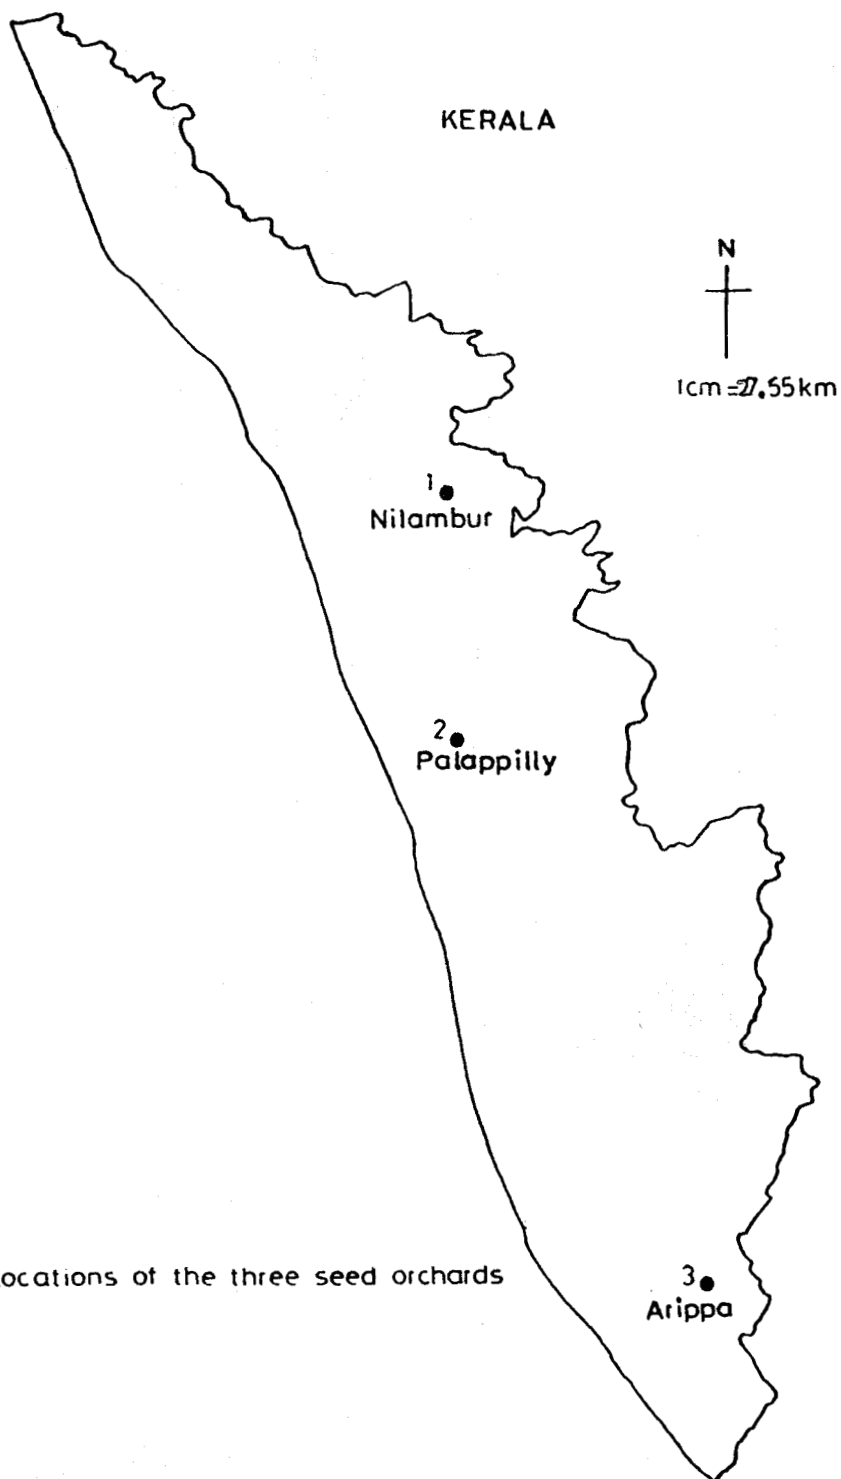 KERALA
N
1cm=27.55km
1
Nilambur
2
Palappilly
ocations of the three seed orchards
3
Arippa